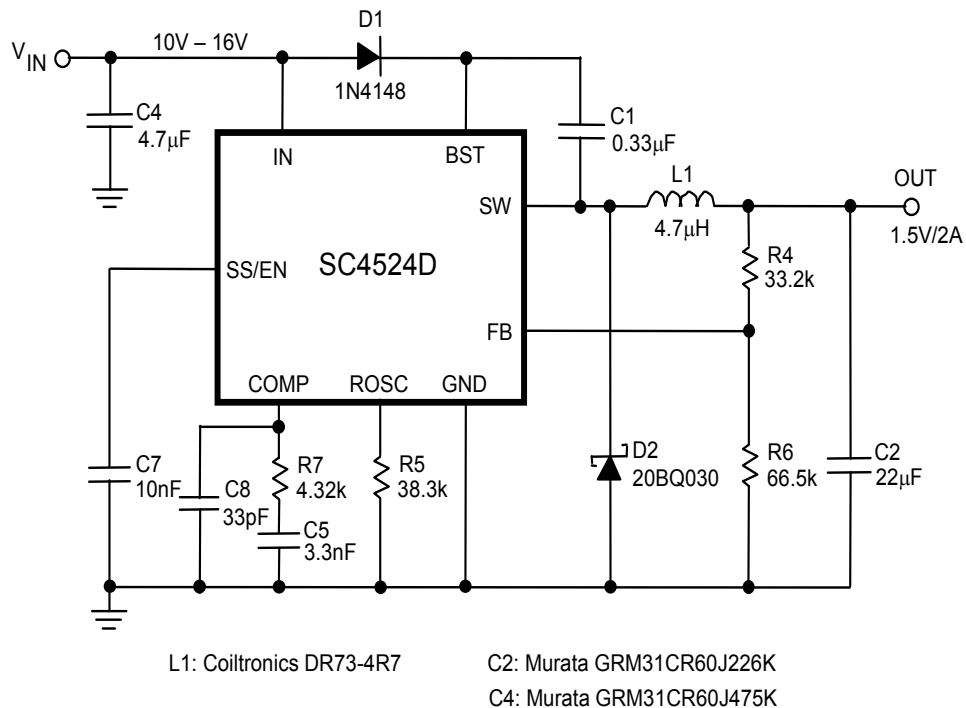 D1
V IN
10V – 16V
1N4148
C4
4.7μF
C1
0.33μF
IN
BST
L1
OUT
SW
4.7μH
1.5V/2A
SC4524D
SS/EN
R4
33.2k
FB
COMP
ROSC
GND
C7
10nF
C8
33pF
R7
4.32k
R5
38.3k
D2
20BQ030
R6
66.5k
C2
22μF
C5
3.3nF
L1: Coiltronics DR73-4R7
C2: Murata GRM31CR60J226K
C4: Murata GRM31CR60J475K